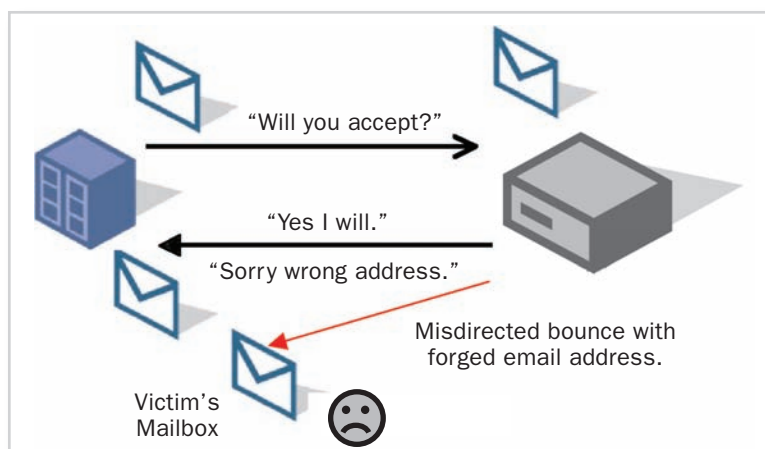 “Will you accept?”
“Yes I will.”
“Sorry wrong address.”
Misdirected bounce with
forged email address.
Victim’s
Mailbox